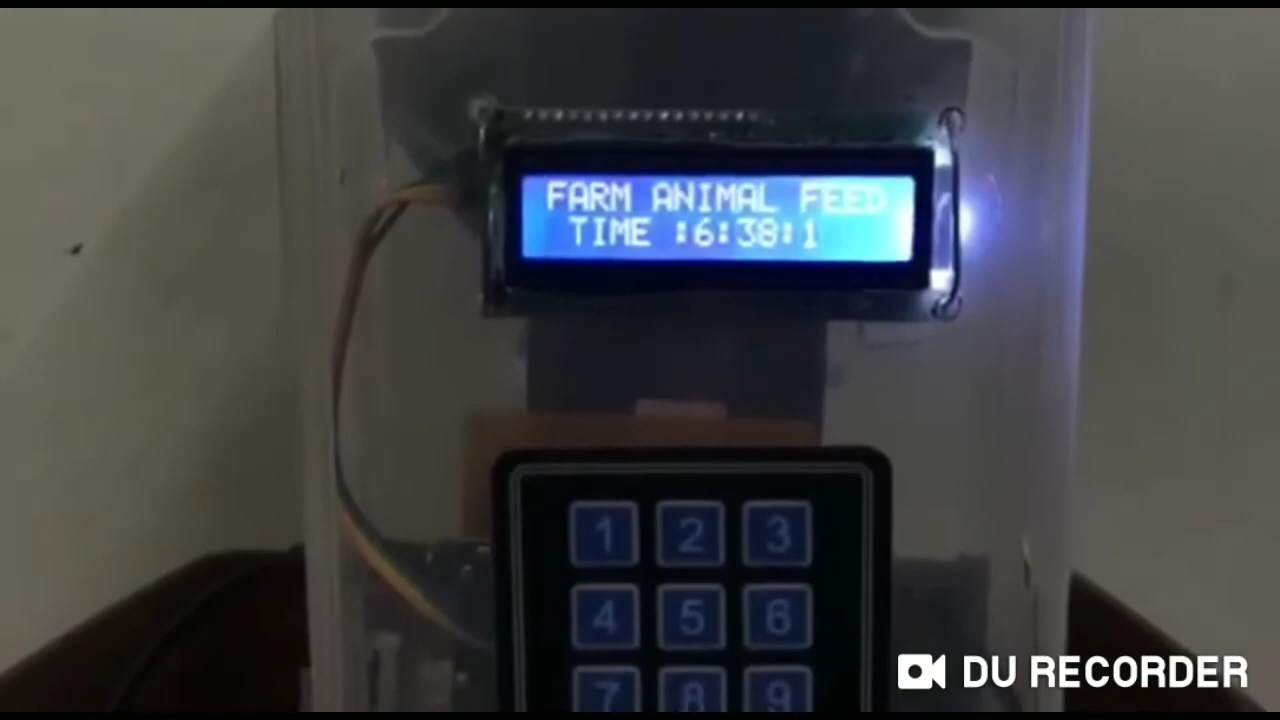 FARM ANIMAL FEED
TIME :6:38:1
1 2 3
4 5 6
7 8 9
DU RECORDER